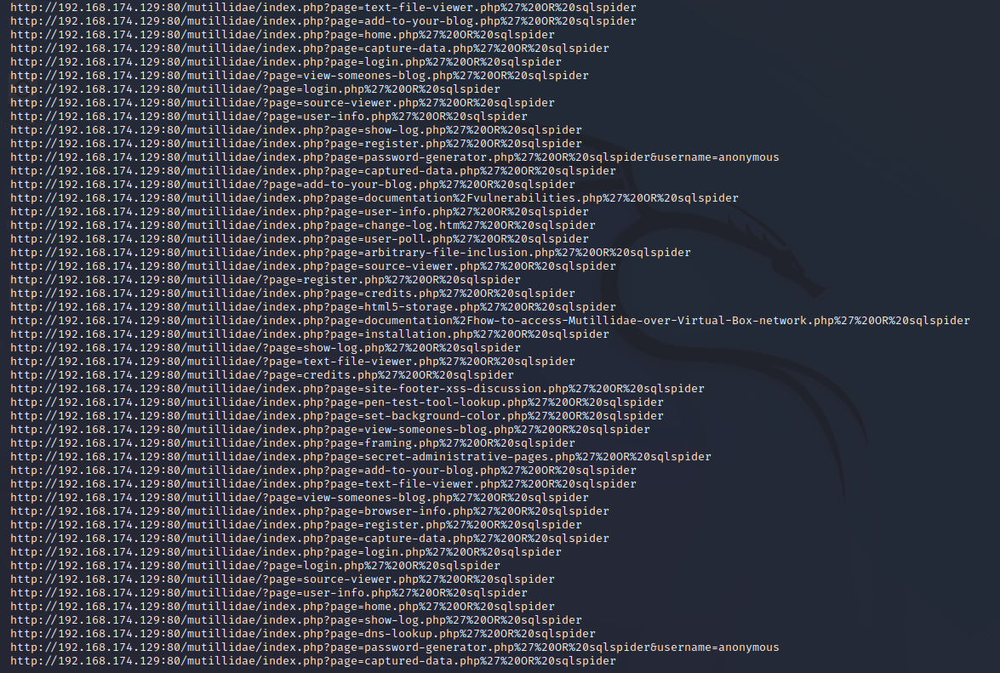 http://192.168.174.129:80/mutillidae/index.php?page=text-file-viewer.php%27%20OR%20sqlspider
http://192.168.174.129:80/mutillidae/index.php?page=add-to-your-blog.php%27%20OR%20sqlspider
http://192.168.174.129:80/mutillidae/index.php?page=home.php%27%20OR%20sqlspider
http://192.168.174.129:80/mutillidae/index.php?page=capture-data.php%27%20OR%20sqlspider
http://192.168.174.129:80/mutillidae/index.php?page=login.php%27%20OR%20sqlspider
http://192.168.174.129:80/mutillidae/?page=view-someones-blog.php%27%20OR%20sqlspider
http://192.168.174.129:80/mutillidae/?page=login.php%27%20OR%20sqlspider
http://192.168.174.129:80/mutillidae/?page=source-viewer.php%27%20OR%20sqlspider
http://192.168.174.129:80/mutillidae/?page=user-info.php%27%20OR%20sqlspider
http://192.168.174.129:80/mutillidae/index.php?page=show-log.php%27%20OR%20sqlspider
http://192.168.174.129:80/mutillidae/index.php?page=register.php%27%20OR%20sqlspider
http://192.168.174.129:80/mutillidae/index.php?page=password-generator.php%27%20OR%20sqlspider&username=anonymous
http://192.168.174.129:80/mutillidae/index.php?page=captured-data.php%27%20OR%20sqlspider
http://192.168.174.129:80/mutillidae/?page=add-to-your-blog.php%27%20OR%20sqlspider
http://192.168.174.129:80/mutillidae/index.php?page=documentation%2Fvulnerabilities.php%27%20OR%20sqlspider
http://192.168.174.129:80/mutillidae/index.php?page=user-info.php%27%20OR%20sqlspider
http://192.168.174.129:80/mutillidae/index.php?page=change-log.htm%27%20OR%20sqlspider
http://192.168.174.129:80/mutillidae/index.php?page=user-poll.php%27%20OR%20sqlspider
http://192.168.174.129:80/mutillidae/index.php?page=arbitrary-file-inclusion.php%27%20OR%20sqlspider
http://192.168.174.129:80/mutillidae/index.php?page=source-viewer.php%27%20OR%20sqlspider
http://192.168.174.129:80/mutillidae/?page=register.php%27%20OR%20sqlspider
http://192.168.174.129:80/mutillidae/index.php?page=credits.php%27%20OR%20sqlspider
http://192.168.174.129:80/mutillidae/index.php?page=html5-storage.php%27%20OR%20sqlspider
http://192.168.174.129:80/mutillidae/index.php?page=documentation%2Fhow-to-access-Mutillidae-over-Virtual-Box-network.php%27%20OR%20sqlspider
http://192.168.174.129:80/mutillidae/index.php?page=installation.php%27%20OR%20sqlspider
http://192.168.174.129:80/mutillidae/?page=show-log.php%27%20OR%20sqlspider
http://192.168.174.129:80/mutillidae/?page=text-file-viewer.php%27%20OR%20sqlspider
http://192.168.174.129:80/mutillidae/?page=credits.php%27%20OR%20sqlspider
http://192.168.174.129:80/mutillidae/index.php?page=site-footer-xss-discussion.php%27%20OR%20sqlspider
http://192.168.174.129:80/mutillidae/index.php?page=pen-test-tool-lookup.php%27%20OR%20sqlspider
http://192.168.174.129:80/mutillidae/index.php?page=set-background-color.php%27%20OR%20sqlspider
http://192.168.174.129:80/mutillidae/index.php?page=view-someones-blog.php%27%20OR%20sqlspider
http://192.168.174.129:80/mutillidae/index.php?page=framing.php%27%20OR%20sqlspider
http://192.168.174.129:80/mutillidae/index.php?page=secret-administrative-pages.php%27%20OR%20sqlspider
http://192.168.174.129:80/mutillidae/index.php?page=add-to-your-blog.php%27%20OR%20sqlspider
http://192.168.174.129:80/mutillidae/index.php?page=text-file-viewer.php%27%20OR%20sqlspider
http://192.168.174.129:80/mutillidae/?page=view-someones-blog.php%27%20OR%20sqlspider
http://192.168.174.129:80/mutillidae/index.php?page=browser-info.php%27%20OR%20sqlspider
http://192.168.174.129:80/mutillidae/index.php?page=register.php%27%20OR%20sqlspider
http://192.168.174.129:80/mutillidae/index.php?page=capture-data.php%27%20OR%20sqlspider
http://192.168.174.129:80/mutillidae/index.php?page=login.php%27%20OR%20sqlspider
http://192.168.174.129:80/mutillidae/?page=login.php%27%20OR%20sqlspider
http://192.168.174.129:80/mutillidae/?page=source-viewer.php%27%20OR%20sqlspider
http://192.168.174.129:80/mutillidae/?page=user-info.php%27%20OR%20sqlspider
http://192.168.174.129:80/mutillidae/index.php?page=home.php%27%20OR%20sqlspider
http://192.168.174.129:80/mutillidae/index.php?page=show-log.php%27%20OR%20sqlspider
http://192.168.174.129:80/mutillidae/index.php?page=dns-lookup.php%27%20OR%20sqlspider
http://192.168.174.129:80/mutillidae/index.php?page=password-generator.php%27%20OR%20sqlspider&username=anonymous
http://192.168.174.129:80/mutillidae/index.php?page=captured-data.php%27%20OR%20sqlspider